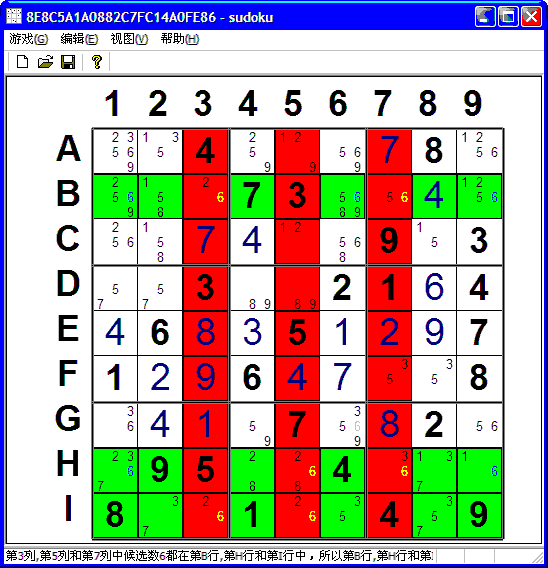 8E8C5A1A0882C7FC14A0FE86 - sudoku
游戏(G) 编辑(E) 视图(V) 帮助(H)
1 2 3 4 5 6 7 8 9
A 2 3 5 6 9 1 3 5 4 2 5 9 1 2 9 5 6 9 7 8 1 2 5 6
B 2 5 6 9 1 5 8 2 6 7 3 5 6 8 9 5 6 4 1 2 5 6
C 2 5 6 1 5 8 7 4 1 2 5 6 8 9 1 5 3
D 5 7 5 7 3 8 9 8 9 2 1 6 4
E 4 6 8 3 5 1 2 9 7
F 1 2 9 6 4 7 3 5 3 5 8
G 3 6 4 1 5 9 7 3 5 6 9 8 2 5 6
H 2 3 6 7 9 5 2 8 2 6 8 4 3 6 1 3 7 1 6
I 8 3 7 2 6 1 2 6 8 3 5 6 4 3 5 7 9
第3列,第5列和第7列中候选数6都在第B行,第H行和第I行中，所以第B行,第H行和第